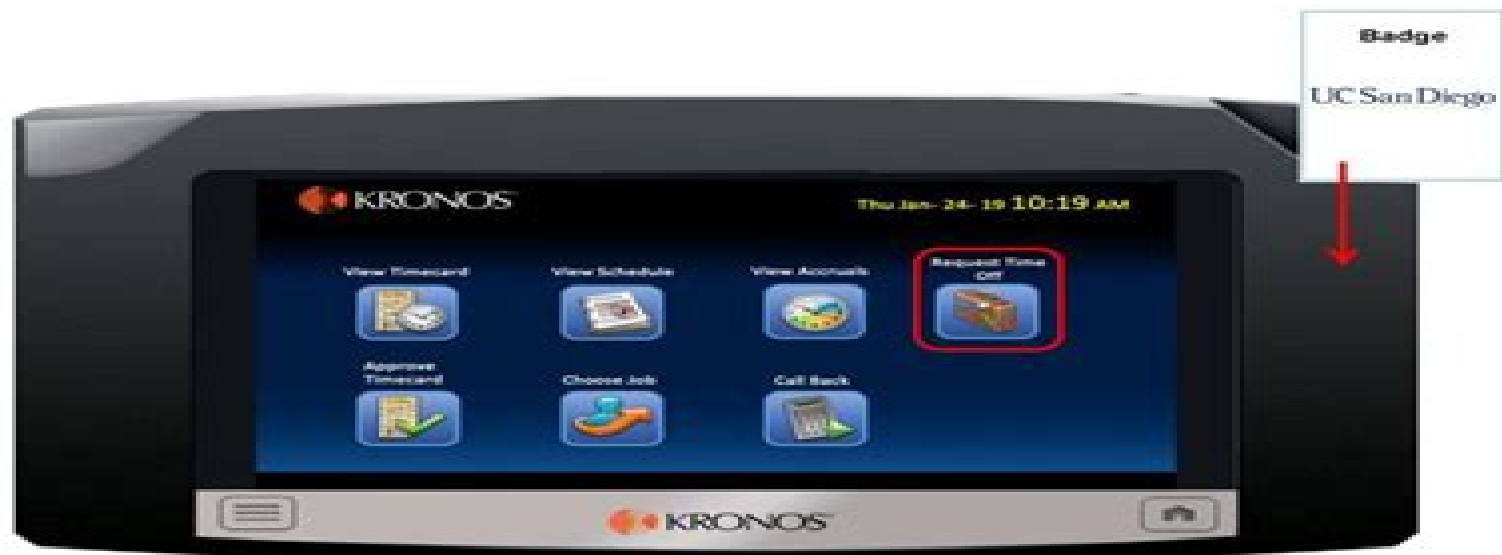 Badge
UC San Diego
KRONOS
Thu Jan- 24- 19 10:19 AM
View Timecard
View Schedule
View Accruals
Request Time
Off
Approve
Timecard
Choose Job
Call Back
KRONOS